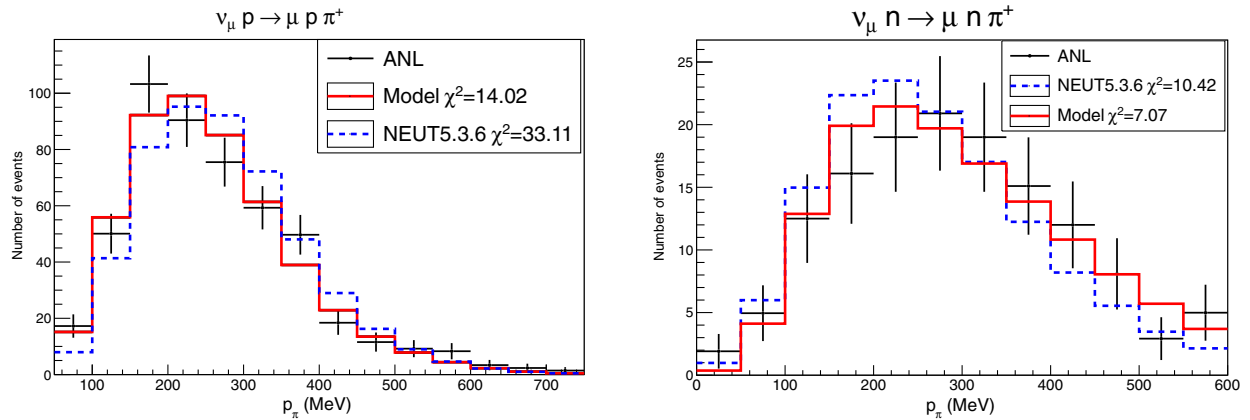 ν_μ p → μ p π⁺
Number of events
100
80
60
40
20
0
ANL
Model χ²=14.02
NEUT5.3.6 χ²=33.11
100 200 300 400 500 600 700
p_π (MeV)
ν_μ n → μ n π⁺
Number of events
25
20
15
10
5
0
ANL
NEUT5.3.6 χ²=10.42
Model χ²=7.07
0 100 200 300 400 500 600
p_π (MeV)